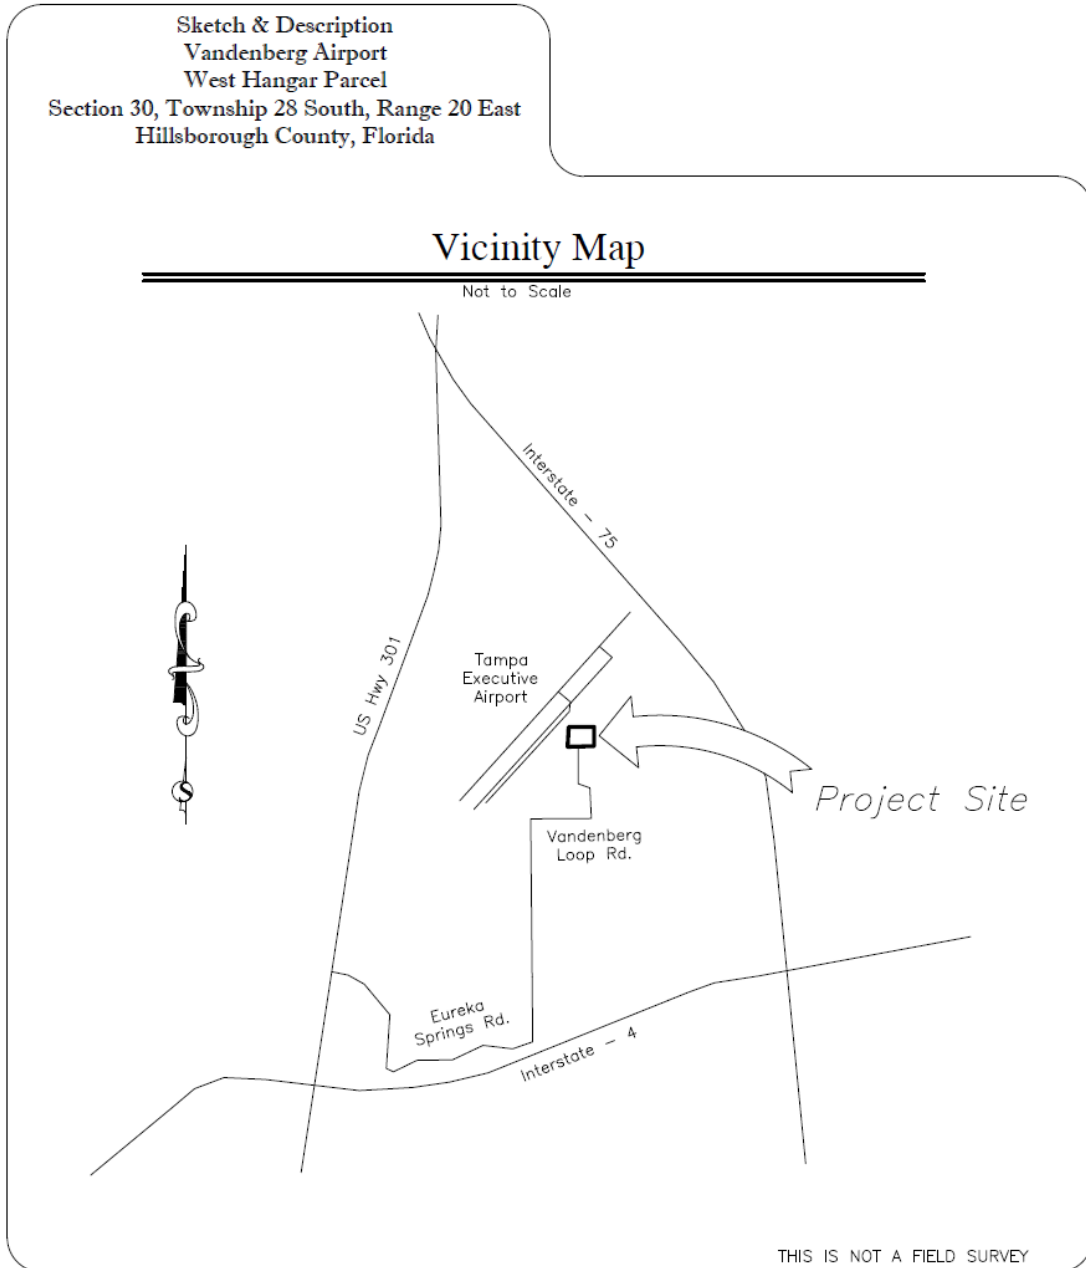 Sketch & Description
Vandenberg Airport
West Hangar Parcel
Section 30, Township 28 South, Range 20 East
Hillsborough County, Florida
Vicinity Map
Not to Scale
Interstate - 75
US Hwy 301
Tampa
Executive
Airport
Project Site
Vandenberg
Loop Rd.
Eureka
Springs Rd.
Interstate - 4
S
THIS IS NOT A FIELD SURVEY